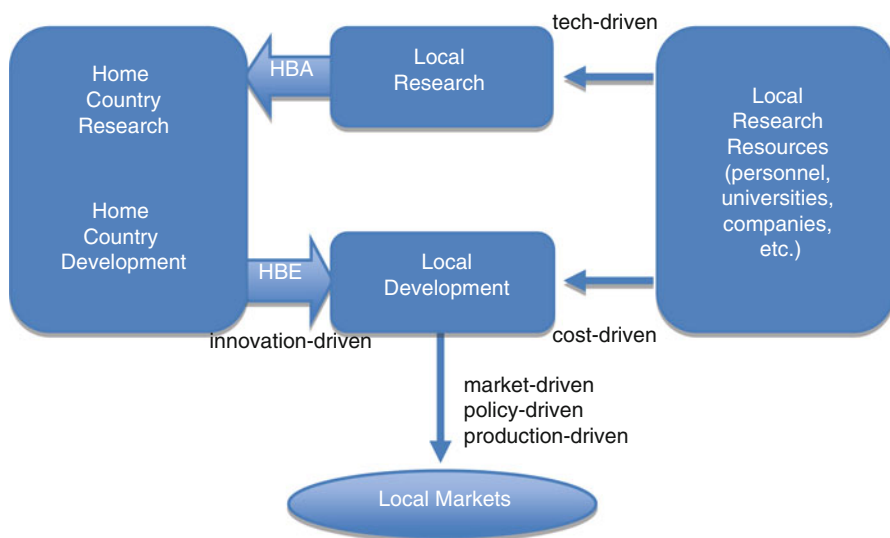 tech-driven
Home
Country
Research
HBA
Local
Research
Local
Research
Resources
(personnel,
universities,
companies,
etc.)
Home
Country
Development
HBE
Local
Development
innovation-driven
cost-driven
market-driven
policy-driven
production-driven
Local Markets